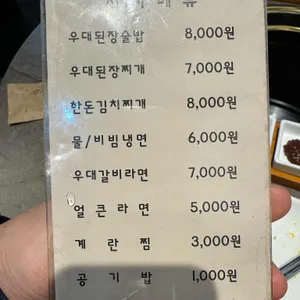 식사메뉴
우대된장술밥 8,000원
우대된장찌개 7,000원
한돈김치찌개 8,000원
물/비빔냉면 6,000원
우대갈비라면 7,000원
얼큰라면 5,000원
계란찜 3,000원
공기밥 1,000원